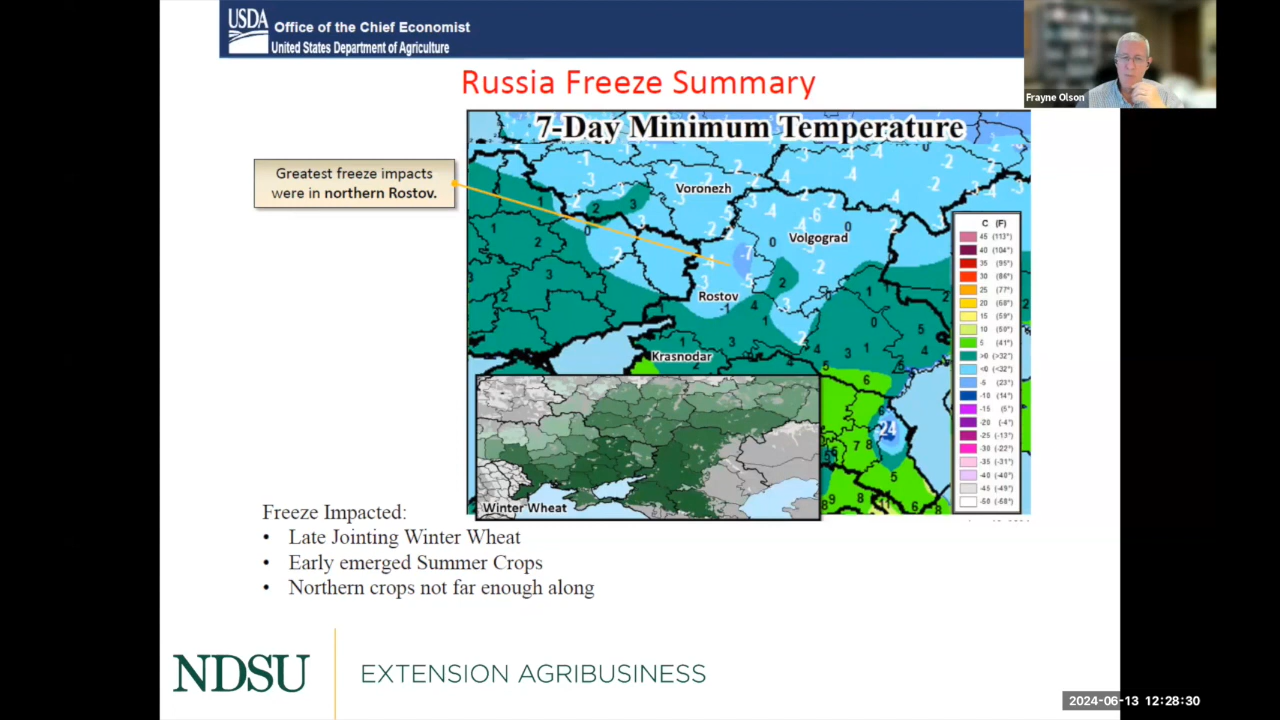 USDA
Office of the Chief Economist
United States Department of Agriculture
Frayne Olson
Russia Freeze Summary
7-Day Minimum Temperature
Greatest freeze impacts
were in northern Rostov.
Voronezh
Volgograd
Rostov
Krasnodar
C (F)
45 (113°)
40 (104°)
35 (95°)
30 (86°)
25 (77°)
20 (68°)
15 (59°)
10 (50°)
5 (41°)
>0 (>32°)
<0 (<32°)
-5 (23°)
-10 (14°)
-15 (5°)
-20 (-4°)
-25 (-13°)
-30 (-22°)
-35 (-31°)
-40 (-40°)
-45 (-49°)
-50 (-58°)
Winter Wheat
Freeze Impacted:
• Late Jointing Winter Wheat
• Early emerged Summer Crops
• Northern crops not far enough along
NDSU
EXTENSION AGRIBUSINESS
2024-06-13 12:28:30